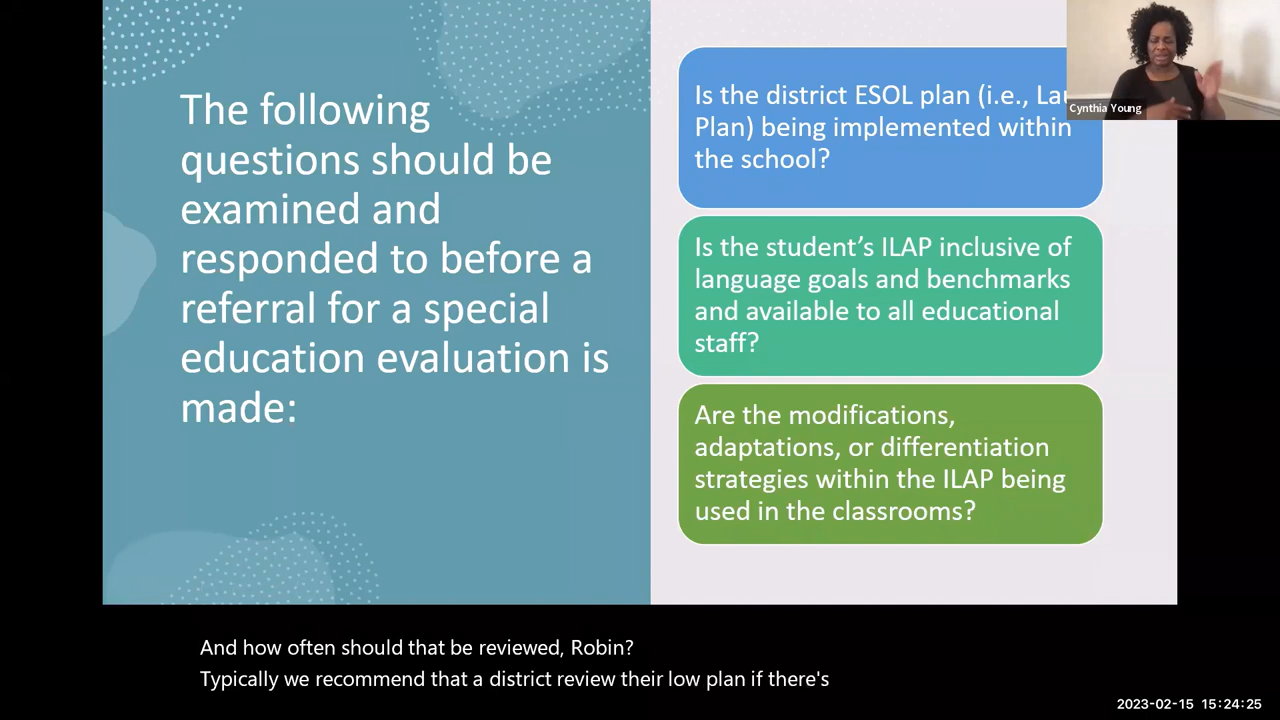 The following
questions should be
examined and
responded to before a
referral for a special
education evaluation is
made:
Is the district ESOL plan (i.e., Lau
Plan) being implemented within
the school?
Is the student’s ILAP inclusive of
language goals and benchmarks
and available to all educational
staff?
Are the modifications,
adaptations, or differentiation
strategies within the ILAP being
used in the classrooms?
Cynthia Young
And how often should that be reviewed, Robin?
Typically we recommend that a district review their low plan if there's
2023-02-15 15:24:25